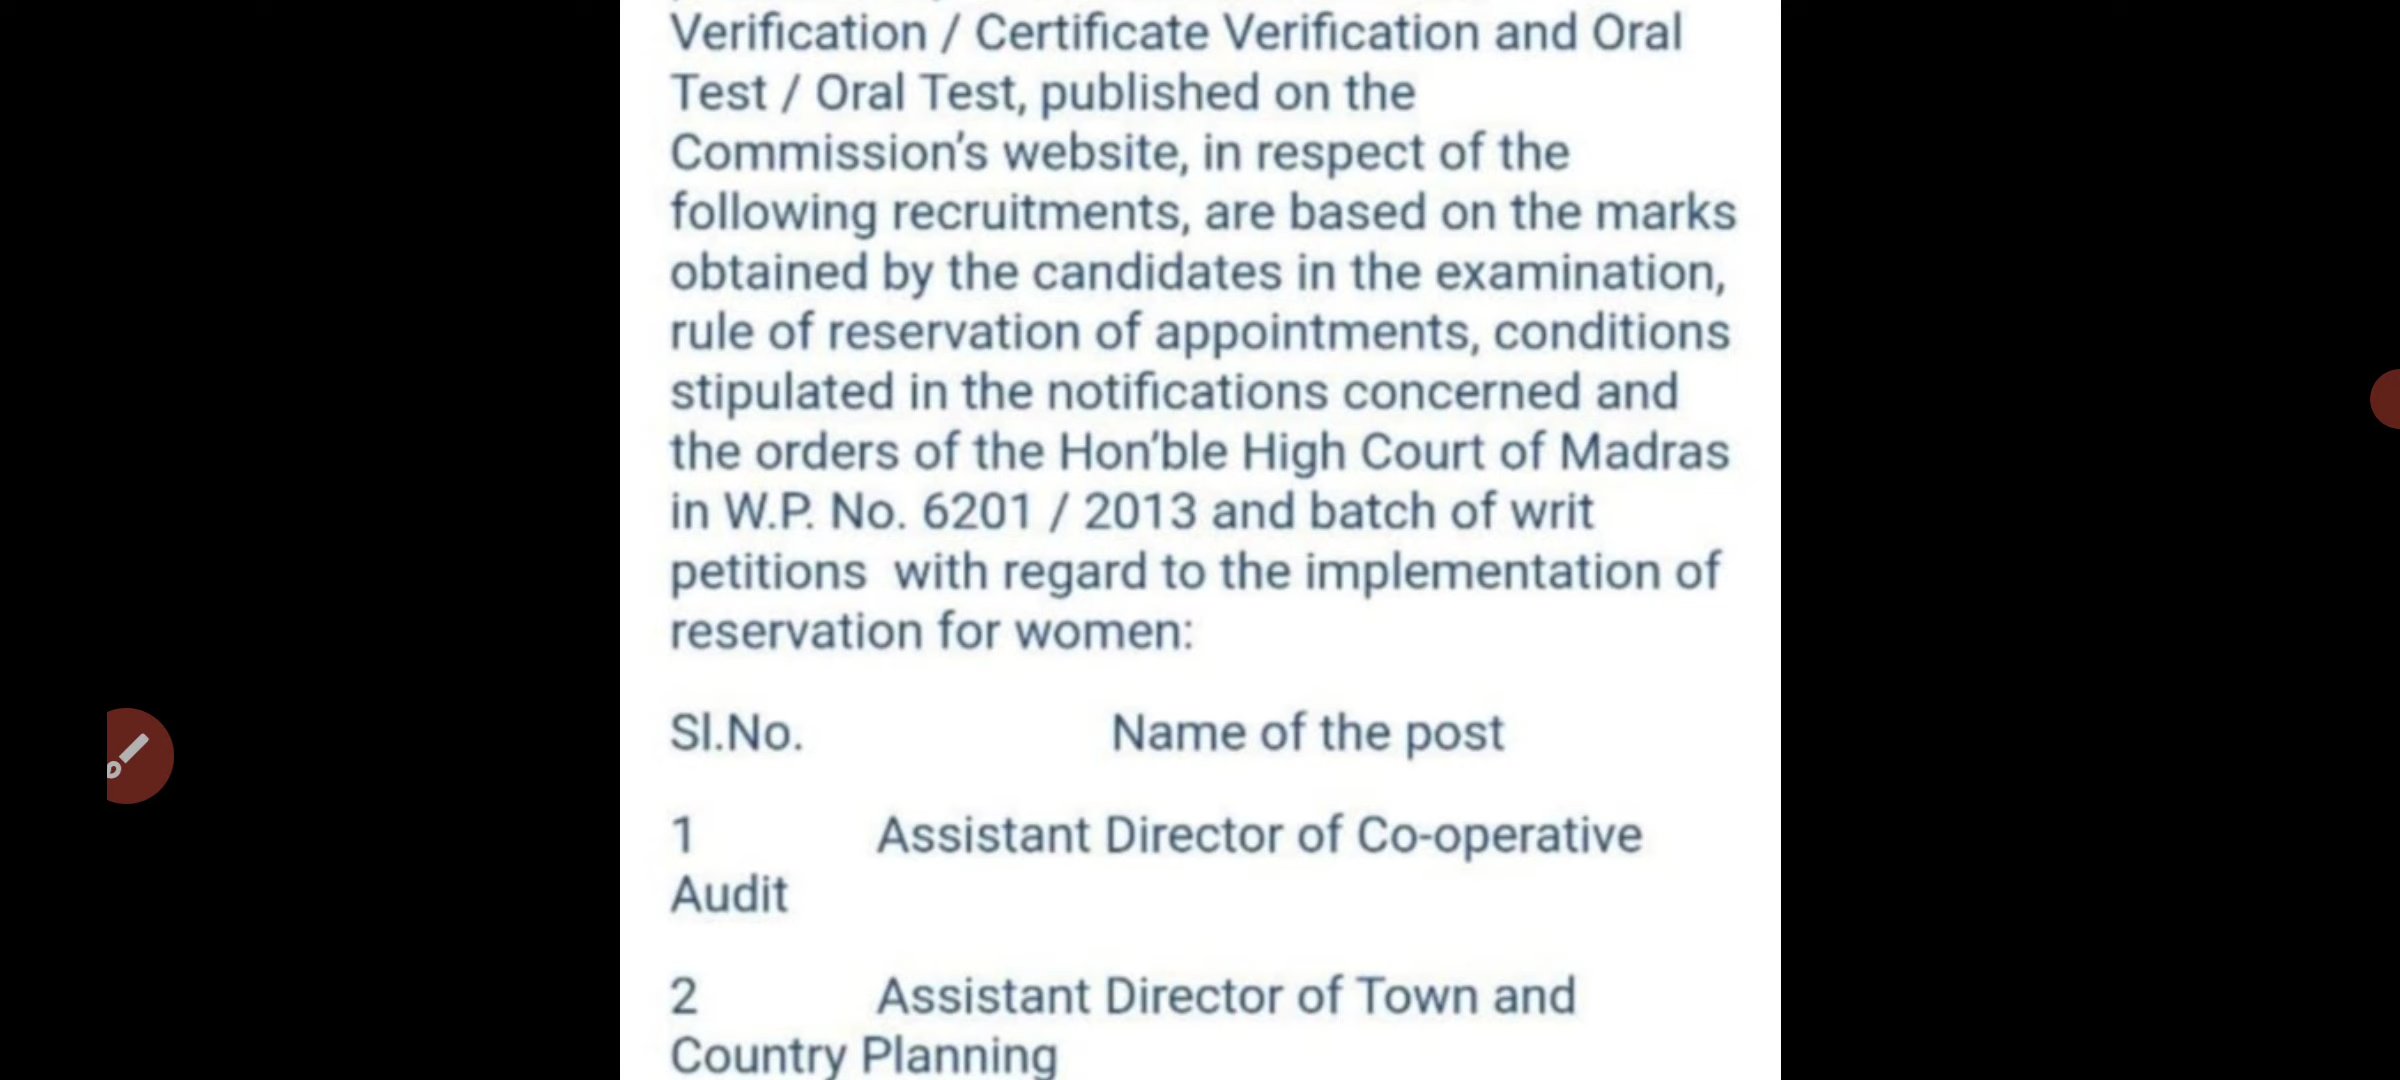 Verification / Certificate Verification and Oral
Test / Oral Test, published on the
Commission's website, in respect of the
following recruitments, are based on the marks
obtained by the candidates in the examination,
rule of reservation of appointments, conditions
stipulated in the notifications concerned and
the orders of the Hon'ble High Court of Madras
in W.P. No. 6201 / 2013 and batch of writ
petitions  with regard to the implementation of
reservation for women:
Sl.No. Name of the post
1 Assistant Director of Co-operative
Audit
2 Assistant Director of Town and
Country Planning